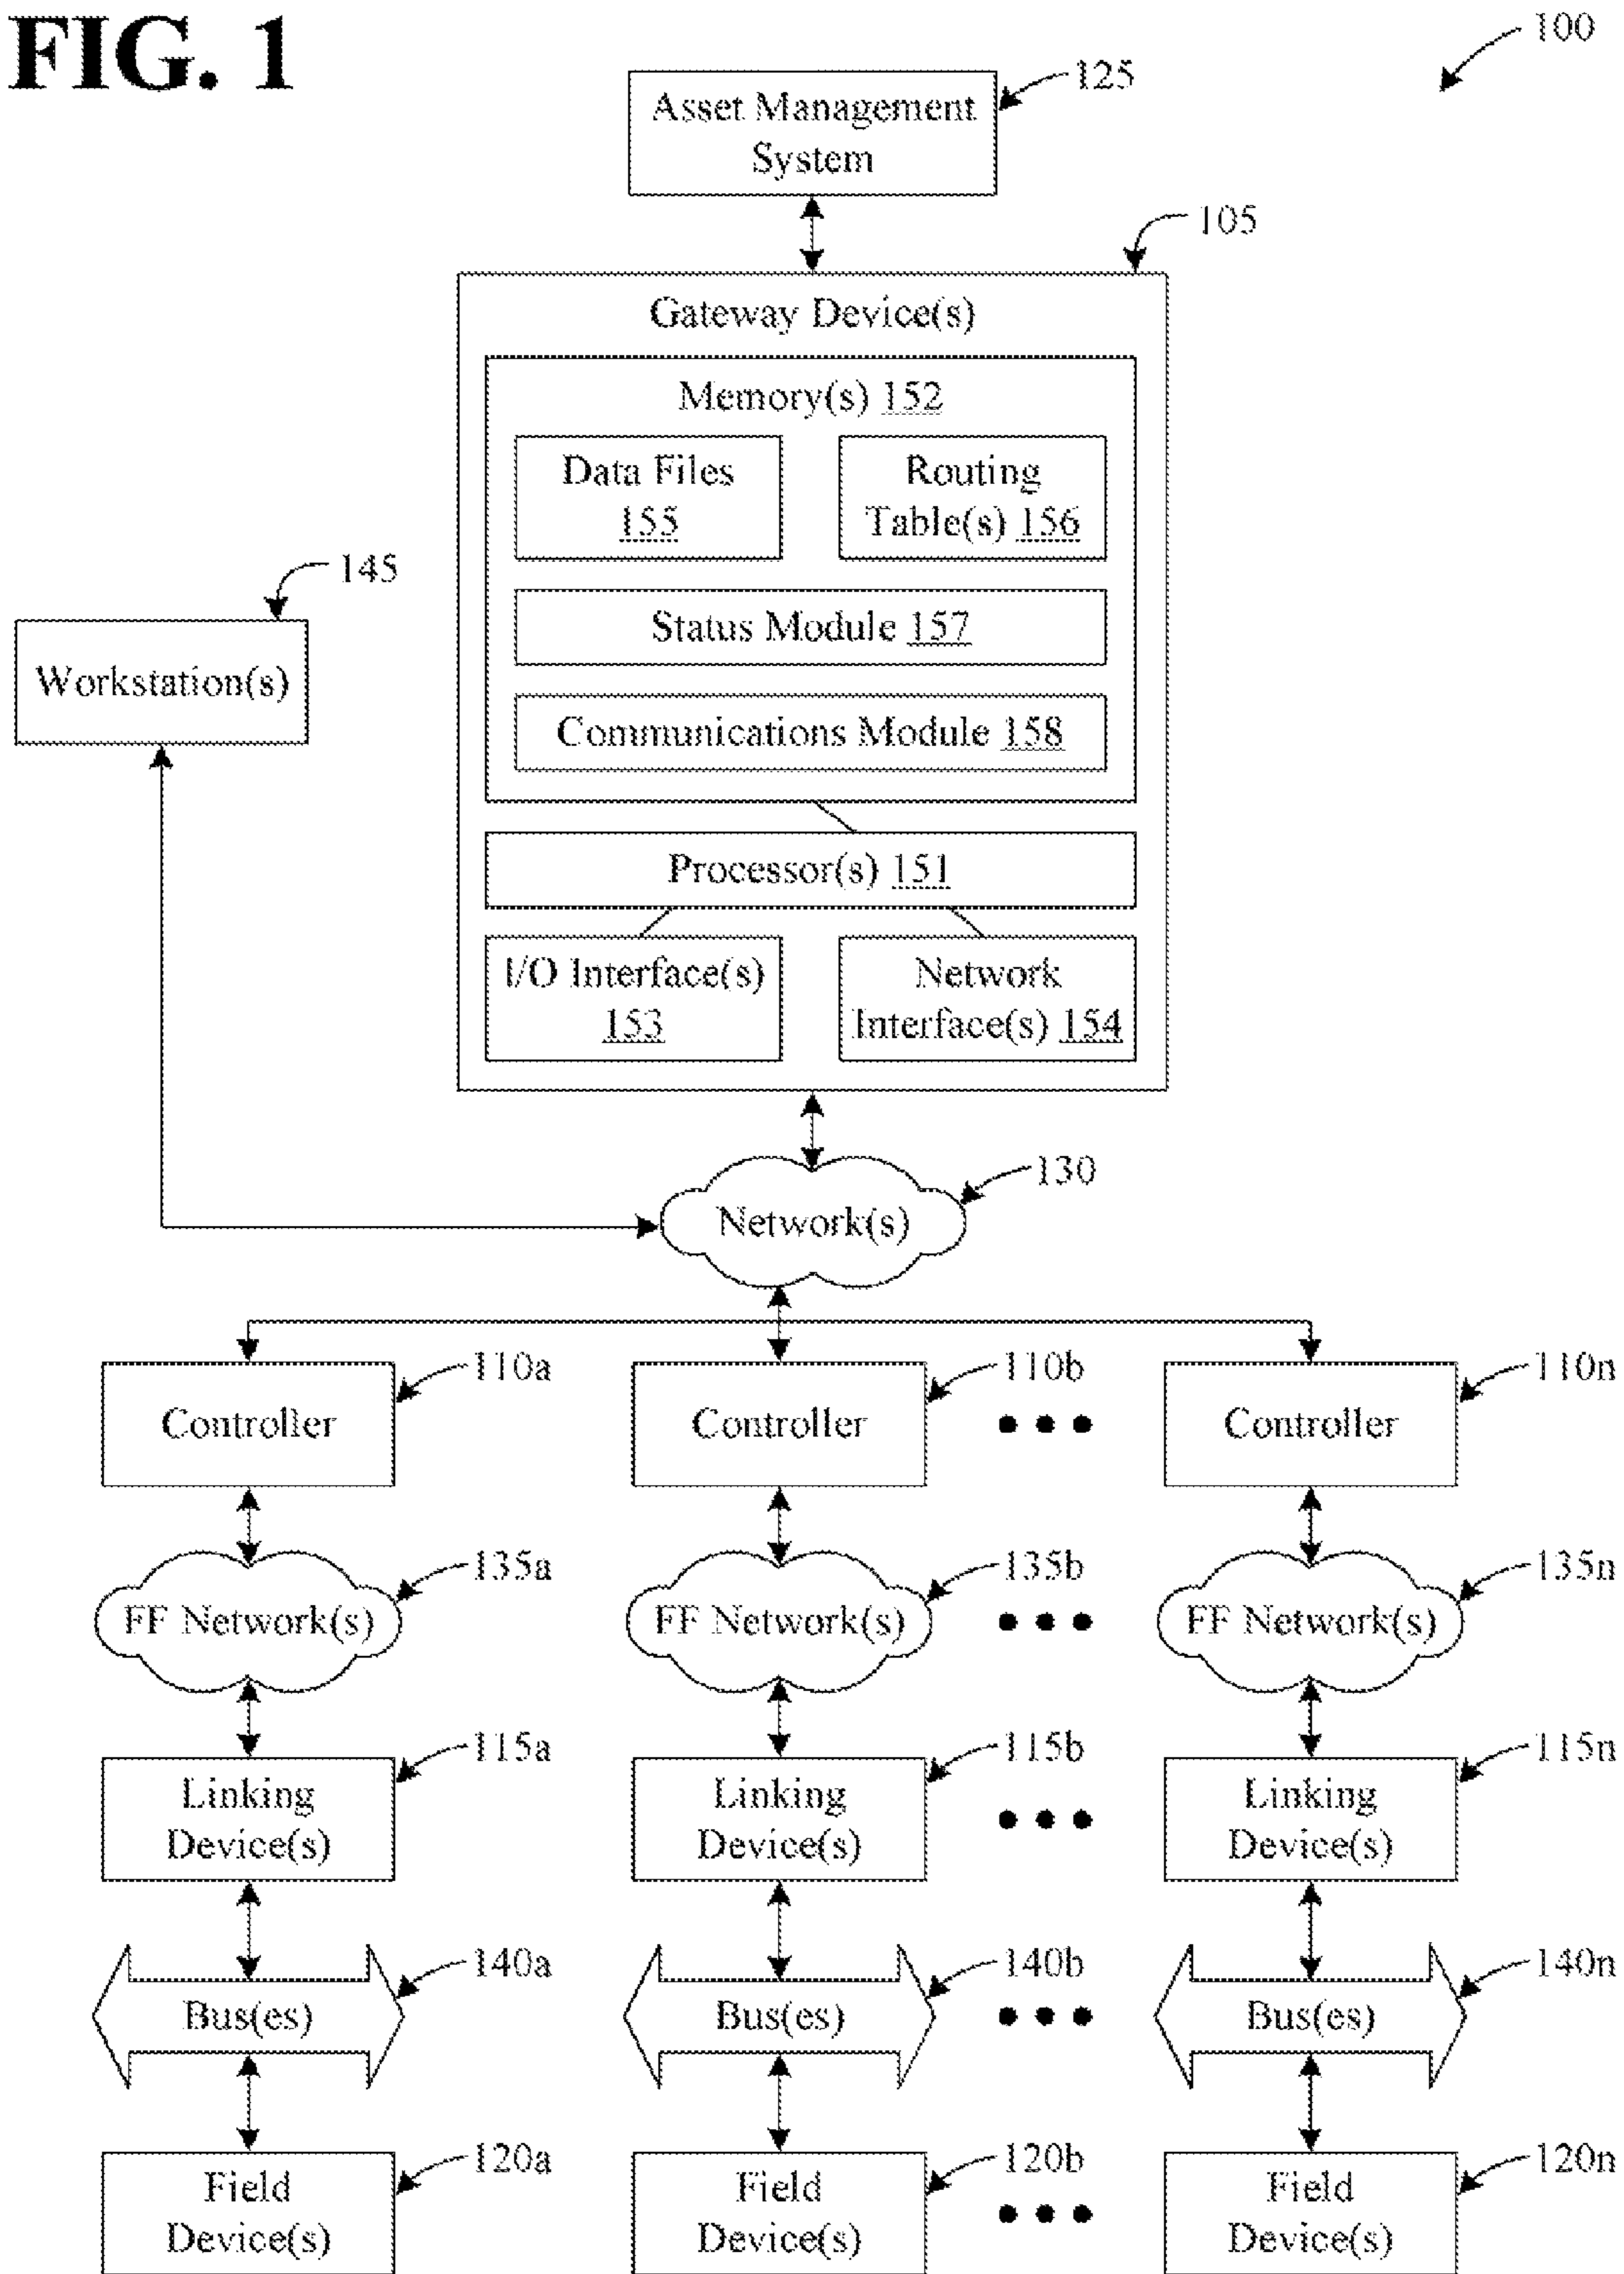 FIG. 1
100
125
Asset Management
System
105
Gateway Device(s)
Memory(s) 152
Data Files
155
Routing
Table(s) 156
145
Status Module 157
Workstation(s)
Communications Module 158
Processor(s) 151
I/O Interface(s)
153
Network
Interface(s) 154
130
Network(s)
110a
110b
110n
Controller
Controller
Controller
135a
135b
135n
FF Network(s)
FF Network(s)
FF Network(s)
115a
115b
115n
Linking
Device(s)
Linking
Device(s)
Linking
Device(s)
140a
140b
140n
Bus(es)
Bus(es)
Bus(es)
120a
120b
120n
Field
Device(s)
Field
Device(s)
Field
Device(s)